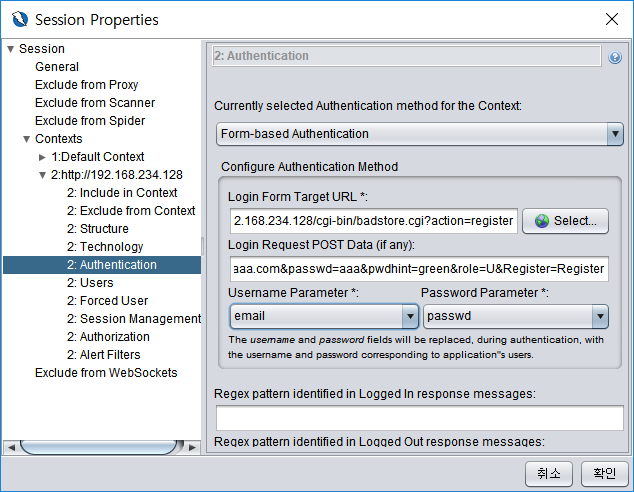 Session Properties
Session
General
Exclude from Proxy
Exclude from Scanner
Exclude from Spider
Contexts
1:Default Context
2:http://192.168.234.128
2: Include in Context
2: Exclude from Context
2: Structure
2: Technology
2: Authentication
2: Users
2: Forced User
2: Session Management
2: Authorization
2: Alert Filters
Exclude from WebSockets
2: Authentication
Currently selected Authentication method for the Context:
Form-based Authentication
Configure Authentication Method
Login Form Target URL *:
2.168.234.128/cgi-bin/badstore.cgi?action=register
Select...
Login Request POST Data (if any):
aaa.com&passwd=aaa&pwdhint=green&role=U&Register=Register
Username Parameter *:
Password Parameter *:
email
passwd
The username and password fields will be replaced, during authentication, with
the username and password corresponding to application"s users.
Regex pattern identified in Logged In response messages:
Regex pattern identified in Logged Out response messages:
취소
확인